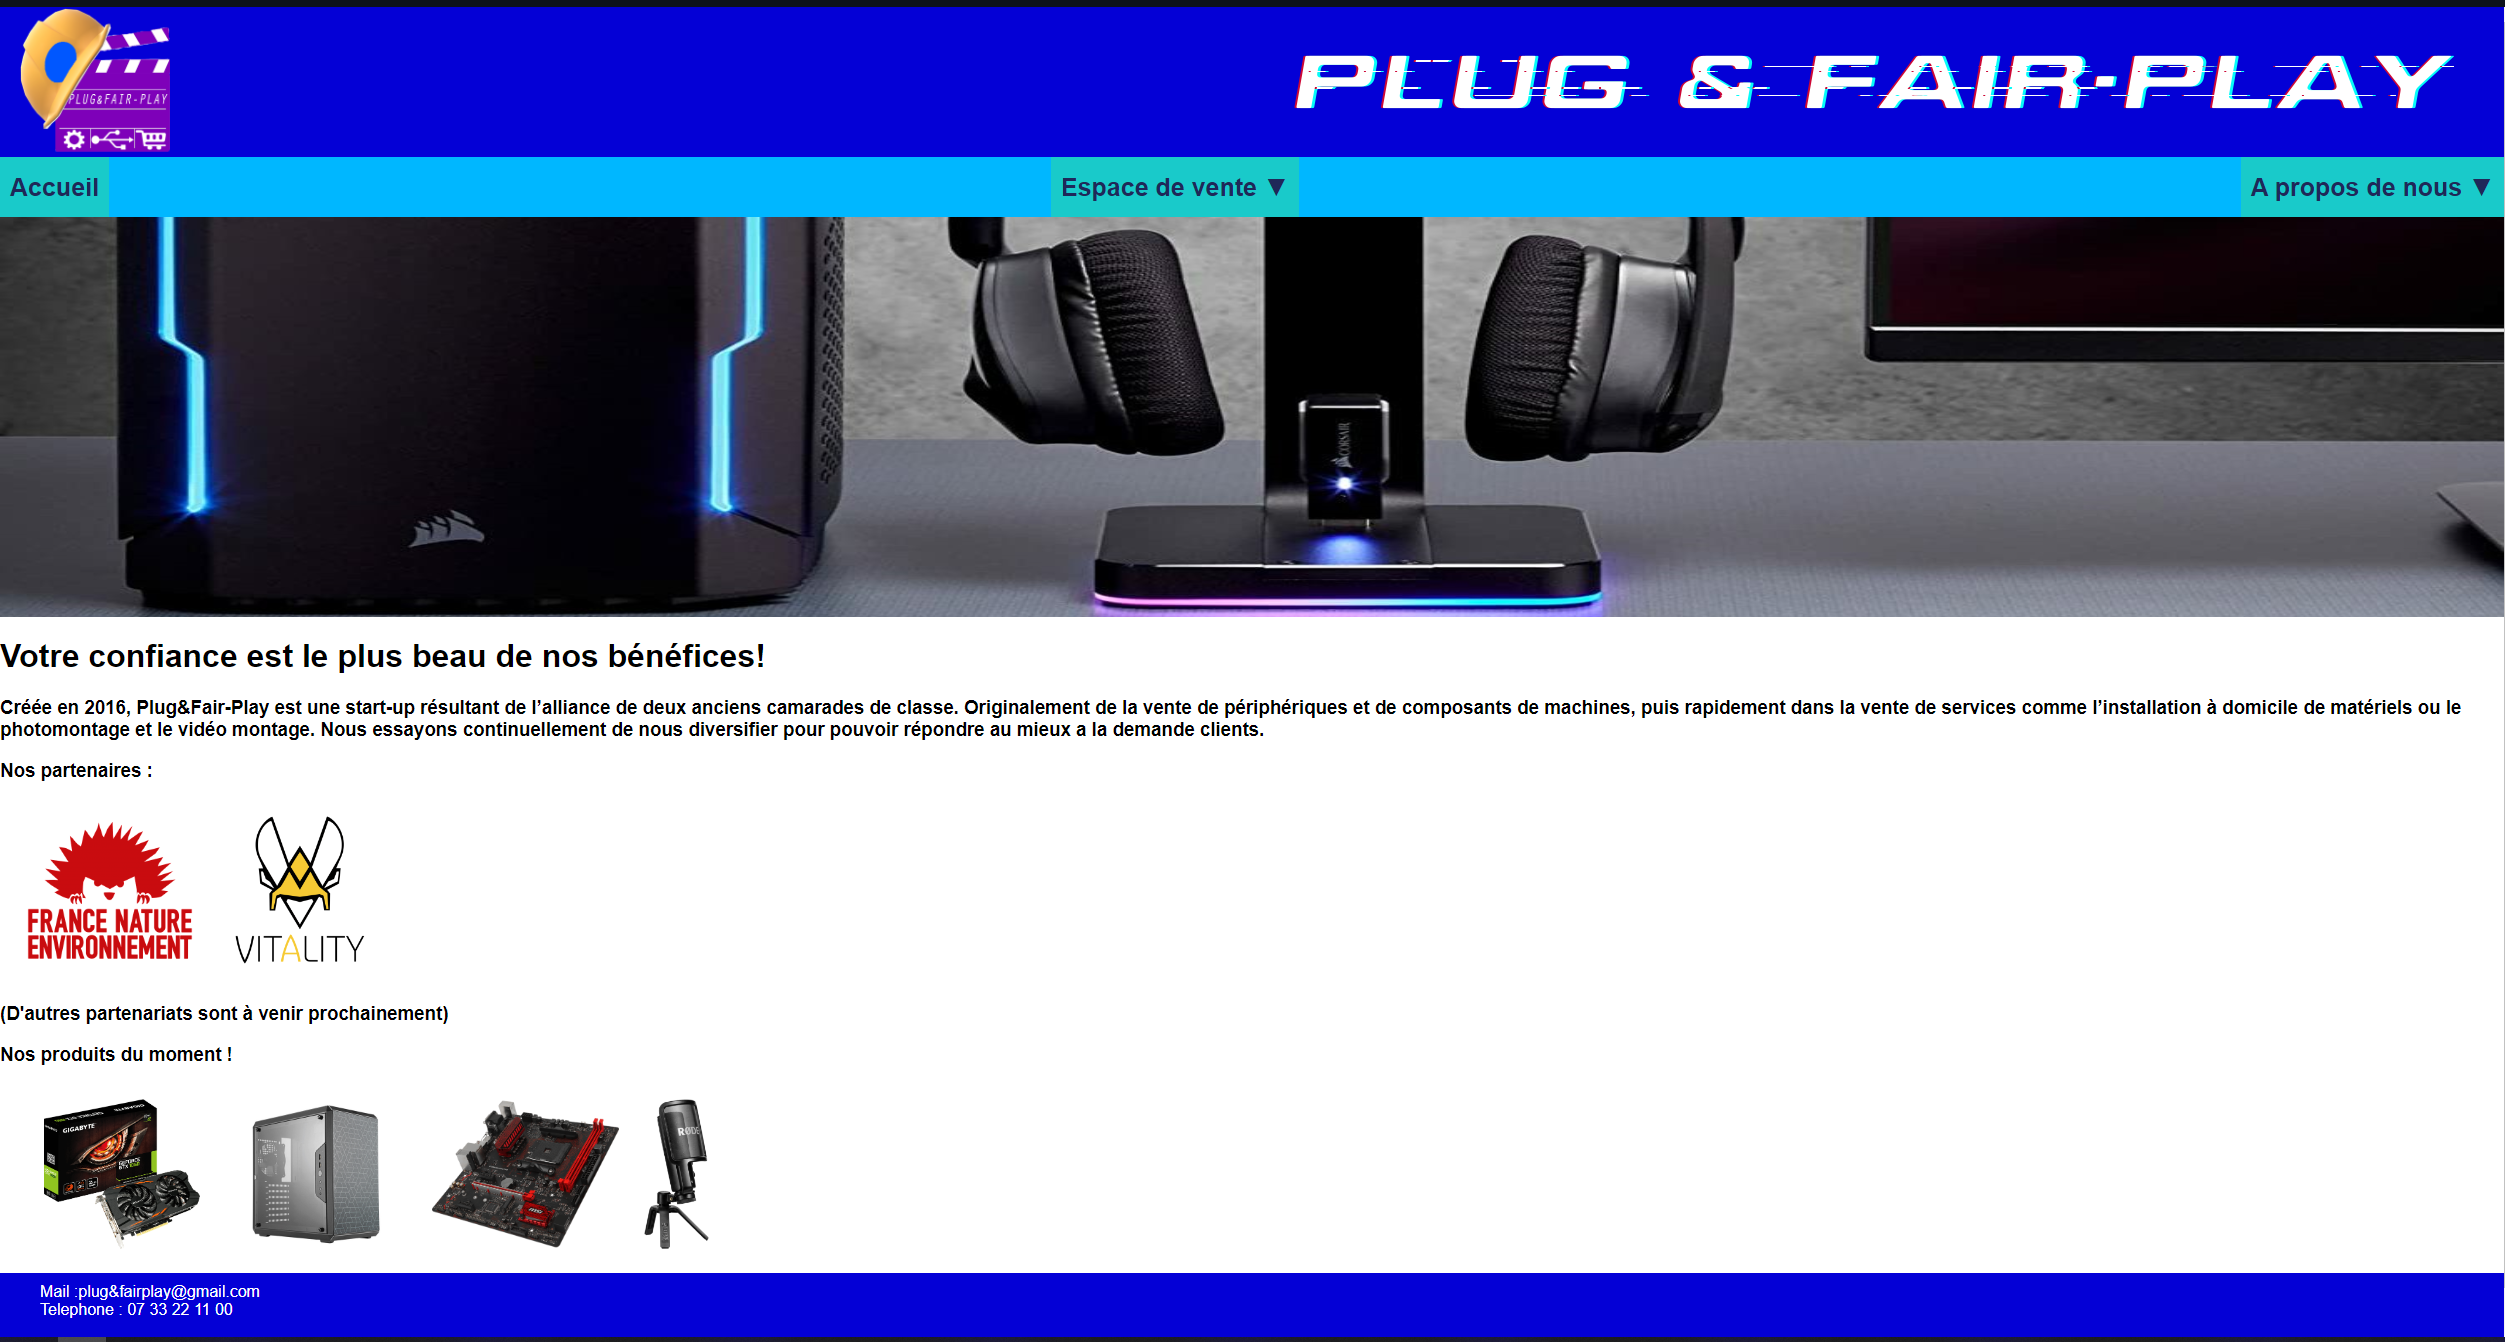 PLUG&FAIR-PLAY
PLUG & FAIR-PLAY
Accueil
Espace de vente ▼
A propos de nous ▼
CORSAIR
Votre confiance est le plus beau de nos bénéfices!
Créée en 2016, Plug&Fair-Play est une start-up résultant de l’alliance de deux anciens camarades de classe. Originalement de la vente de périphériques et de composants de machines, puis rapidement dans la vente de services comme l’installation à domicile de matériels ou le
photomontage et le vidéo montage. Nous essayons continuellement de nous diversifier pour pouvoir répondre au mieux a la demande clients.
Nos partenaires :
FRANCE NATURE
ENVIRONNEMENT
VITALITY
(D'autres partenariats sont à venir prochainement)
Nos produits du moment !
GIGABYTE
RØDE
Mail :plug&fairplay@gmail.com
Telephone : 07 33 22 11 00